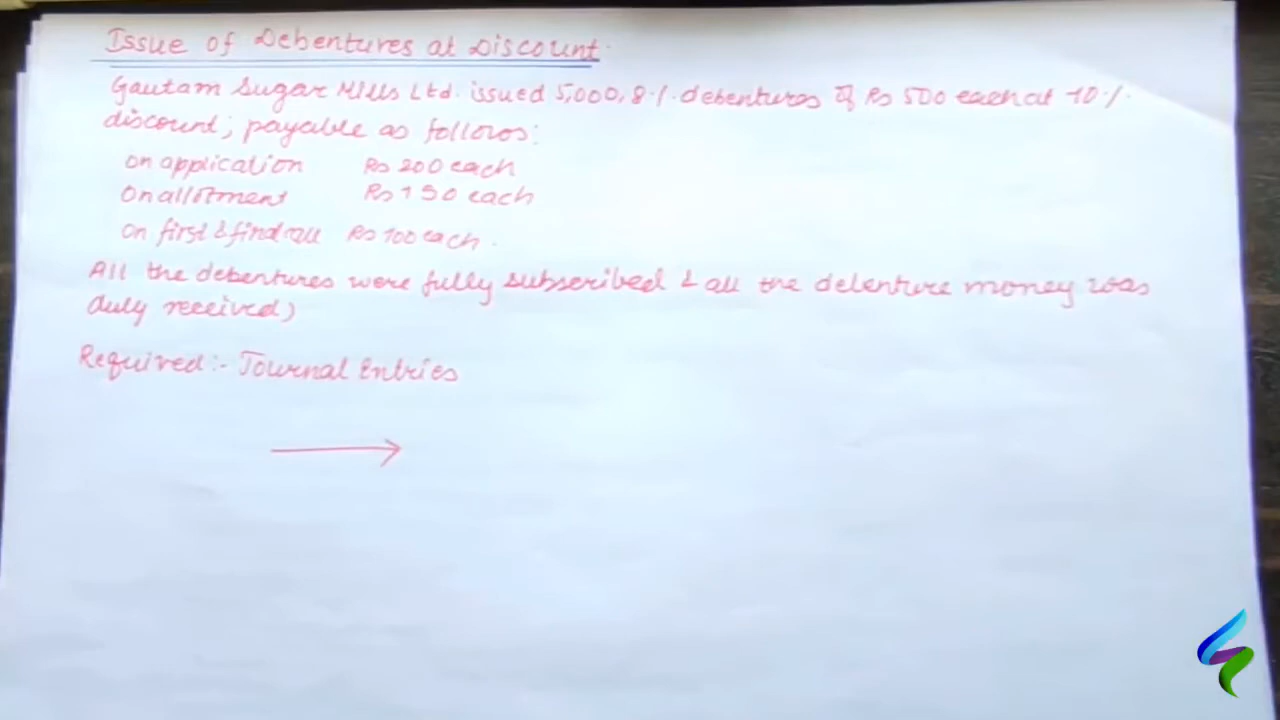 Issue of Debentures at Discount.
Gautam Sugar Mills Ltd. issued 5,000, 8% debentures of Rs 500 each at 10%
discount; payable as follows:
On application Rs 200 each
On allotment Rs 150 each
On first & final call Rs 100 each.
All the debentures were fully subscribed & all the debenture money was
duly received)
Required:- Journal Entries